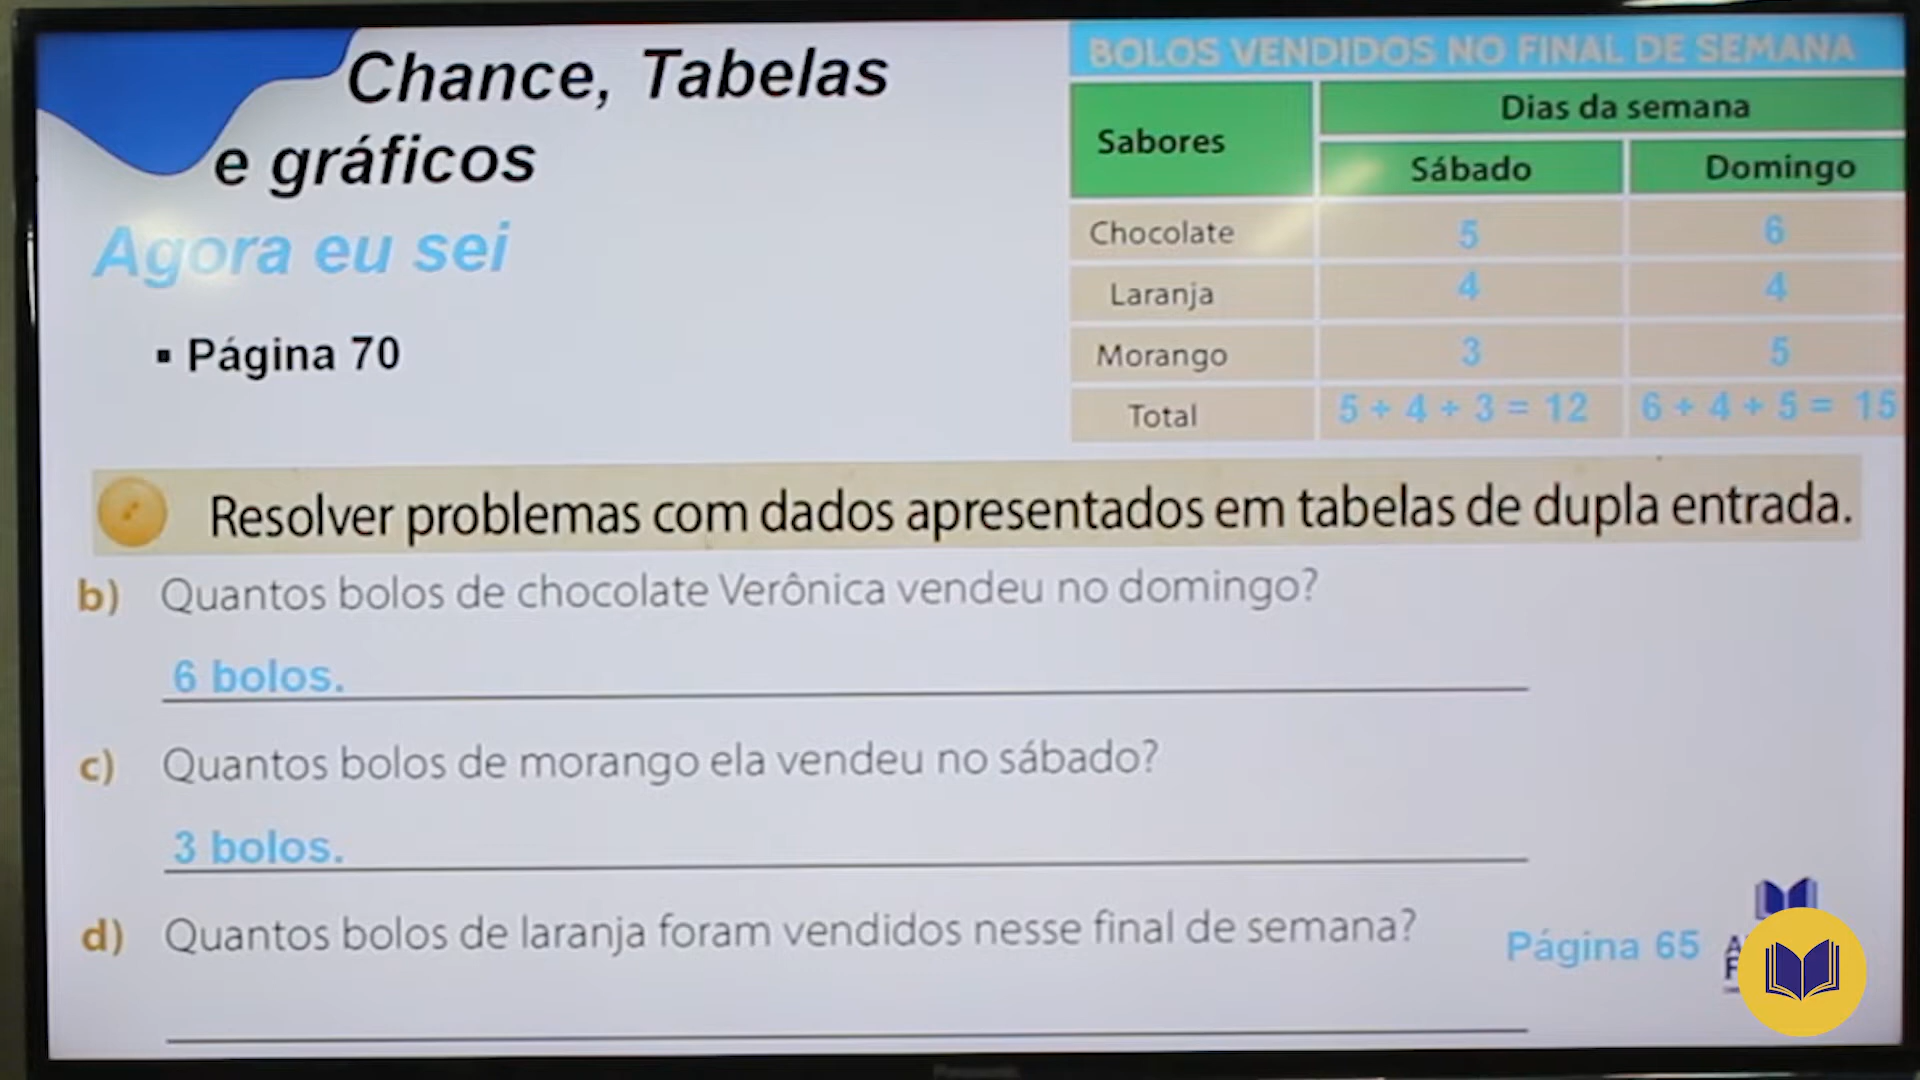 Chance, Tabelas
e gráficos
Agora eu sei
▪ Página 70
BOLOS VENDIDOS NO FINAL DE SEMANA
Sabores
Dias da semana
Sábado Domingo
Chocolate 5 6
Laranja 4 4
Morango 3 5
Total 5 + 4 + 3 = 12 6 + 4 + 5 = 15
Resolver problemas com dados apresentados em tabelas de dupla entrada.
b) Quantos bolos de chocolate Verônica vendeu no domingo?
6 bolos.
c) Quantos bolos de morango ela vendeu no sábado?
3 bolos.
d) Quantos bolos de laranja foram vendidos nesse final de semana?
Página 65